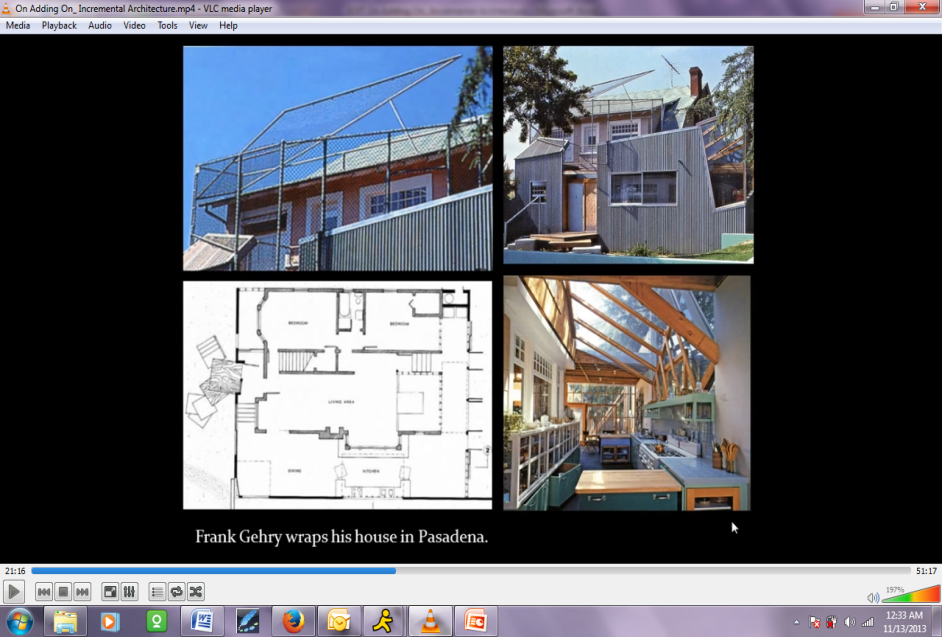 On Adding On_ Incremental Architecture.mp4 - VLC media player
Media Playback Audio Video Tools View Help
BEDROOM
BEDROOM
LIVING AREA
DINING
KITCHEN
Frank Gehry wraps his house in Pasadena.
21:16
51:17
197%
12:33 AM
11/13/2013